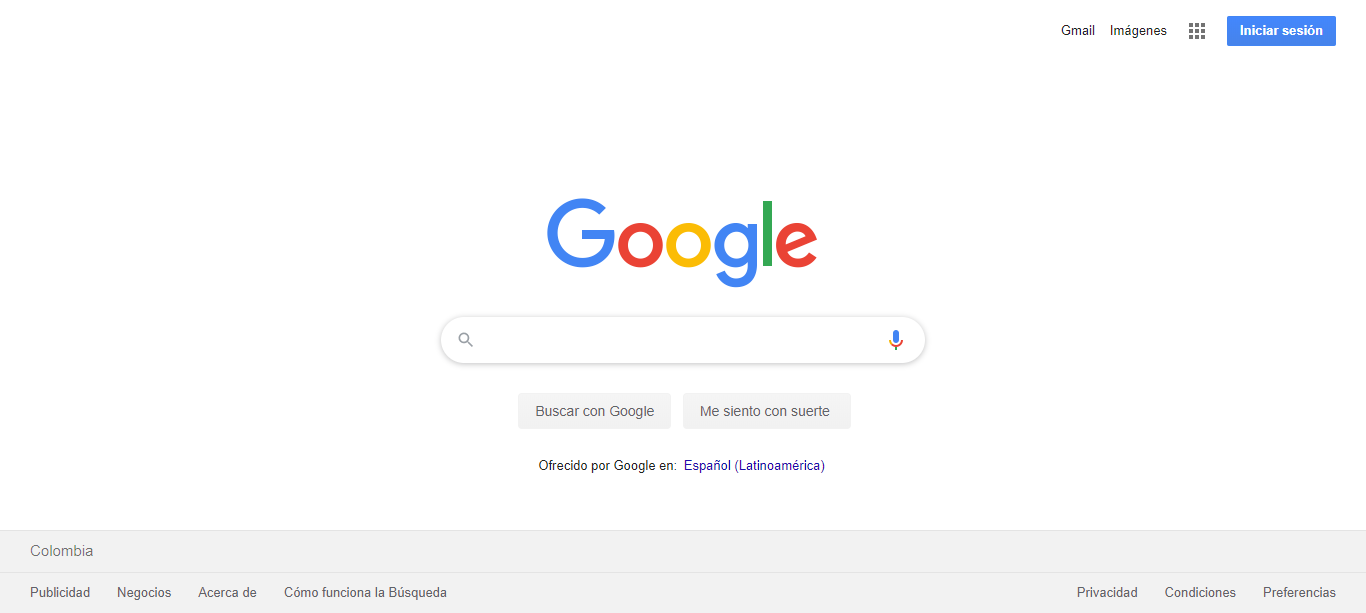 Gmail Imágenes Iniciar sesión
Google
Buscar con Google Me siento con suerte
Ofrecido por Google en: Español (Latinoamérica)
Colombia
Publicidad Negocios Acerca de Cómo funciona la Búsqueda Privacidad Condiciones Preferencias